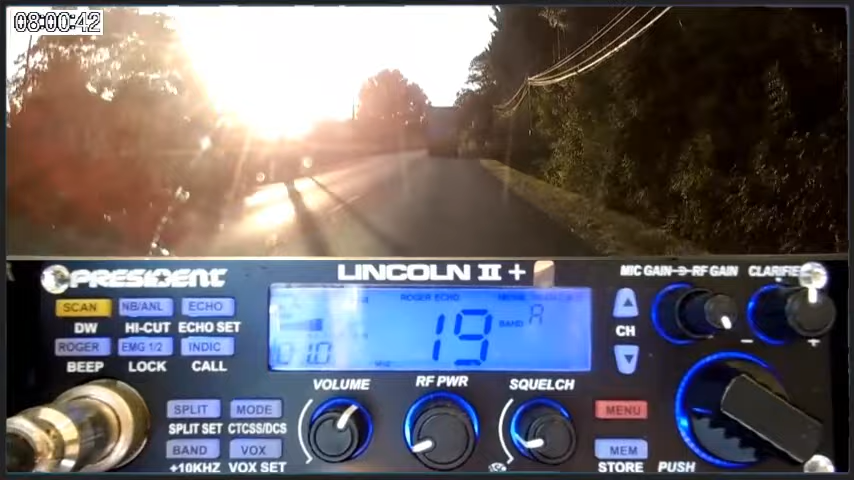 08:00:42
PRESIDENT
LINCOLN II +
MIC GAIN RF GAIN CLARIFIER
SCAN NB/ANL ECHO
DW HI-CUT ECHO SET
ROGER EMG 1/2 INDIC
BEEP LOCK CALL
ROGER ECHO
19 BAND A
CH
VOLUME RF PWR SQUELCH
SPLIT MODE
SPLIT SET CTCSS/DCS
BAND VOX
+10KHZ VOX SET
MENU
MEM
STORE PUSH
- +